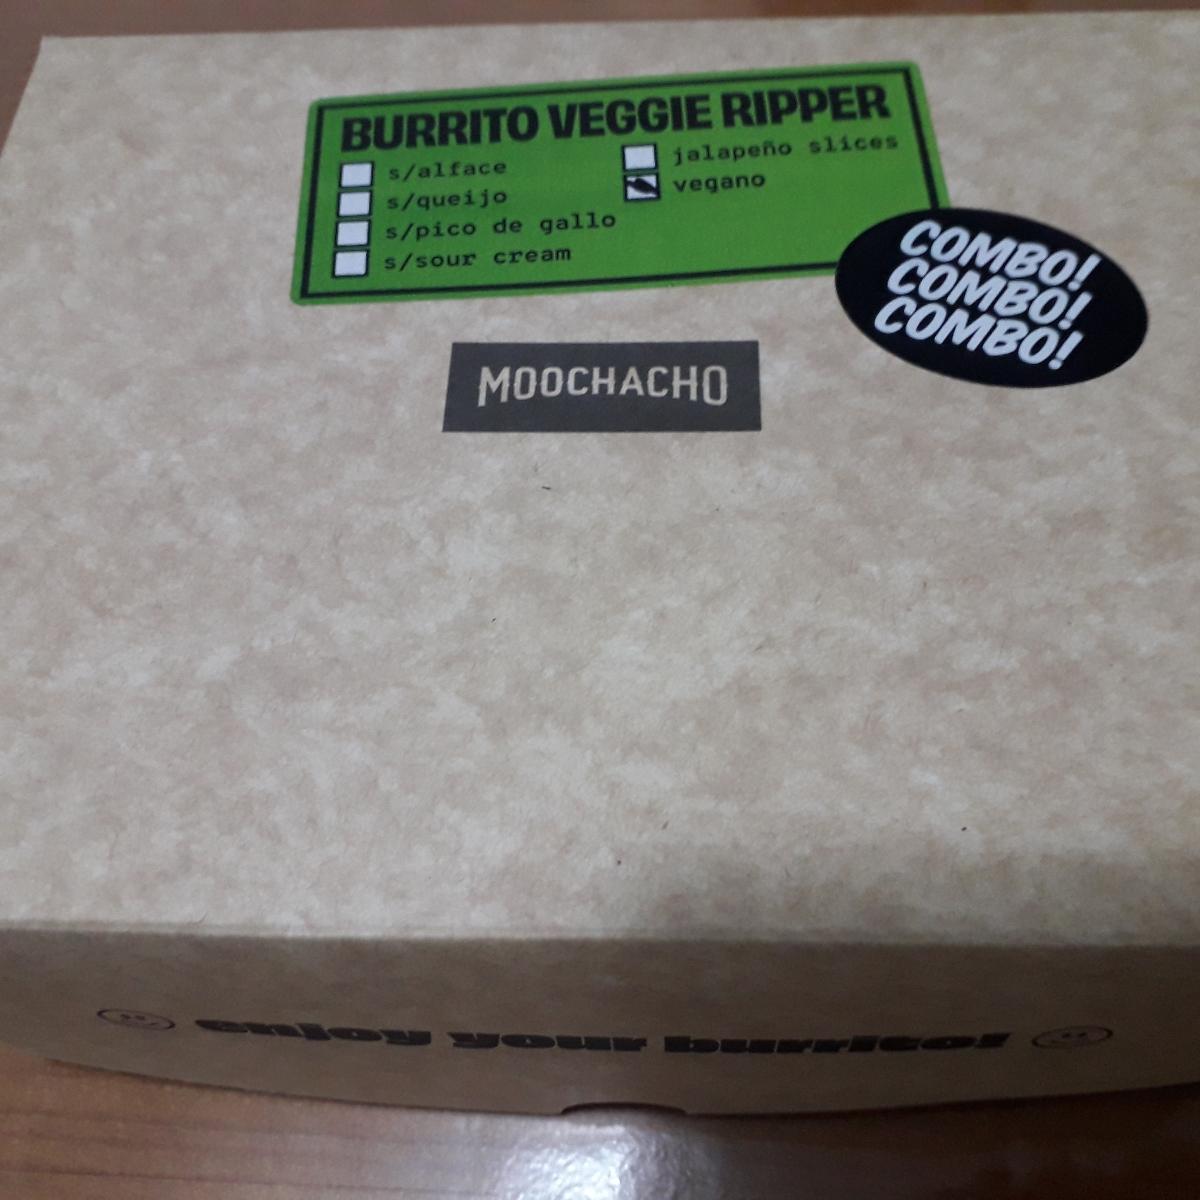 BURRITO VEGGIE RIPPER
s/alface
s/queijo
s/pico de gallo
s/sour cream
jalapeño slices
vegano
COMBO!
COMBO!
COMBO!
MOOCHACHO
enjoy your burrito!